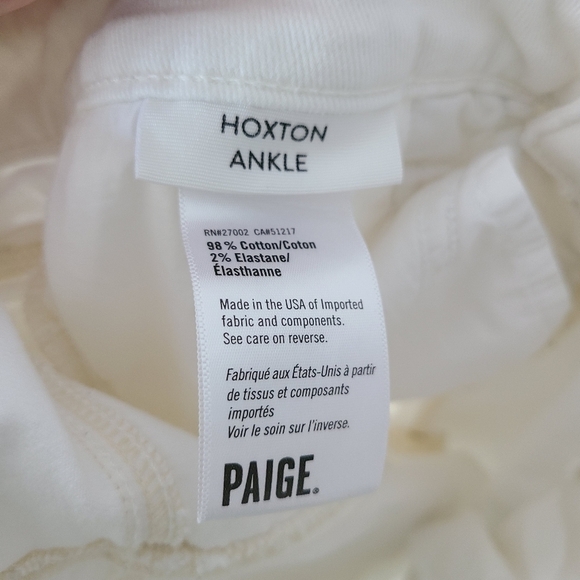 HOXTON
ANKLE
RN#27002 CA#51217
98% Cotton/Coton
2% Elastane/
Élasthanne
Made in the USA of Imported
fabric and components.
See care on reverse.
Fabriqué aux États-Unis à partir
de tissus et composants
importés
Voir le soin sur l'inverse.
PAIGE.